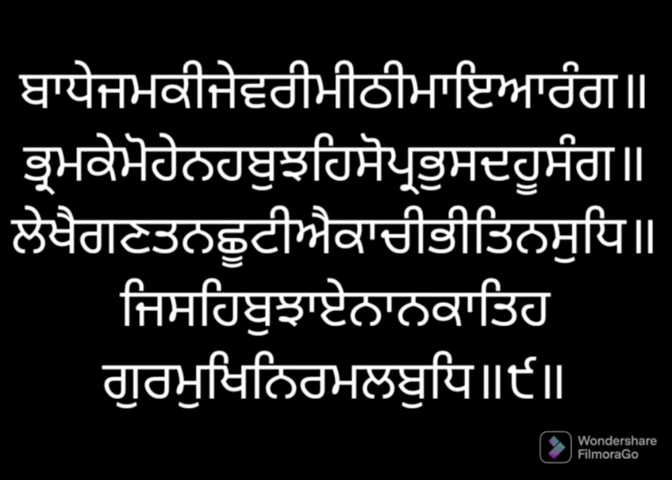 ਬਾਧੇਜਮਕੀਜੇਵਰੀਮੀਠੀਮਾਇਆਰੰਗ॥
ਭ੍ਰਮਕੇਮੋਹੇਨਹਬੁਝਹਿਸੋਪ੍ਰਭੁਸਦਹੂਸੰਗ॥
ਲੇਖੈਗਣਤਨਛੂਟੀਐਕਾਚੀਭੀਤਿਨਸੁਧਿ॥
ਜਿਸਹਿਬੁਝਾਏਨਾਨਕਾਤਿਹ
ਗੁਰਮੁਖਿਨਿਰਮਲਬੁਧਿ॥੯॥
Wondershare
FilmoraGo